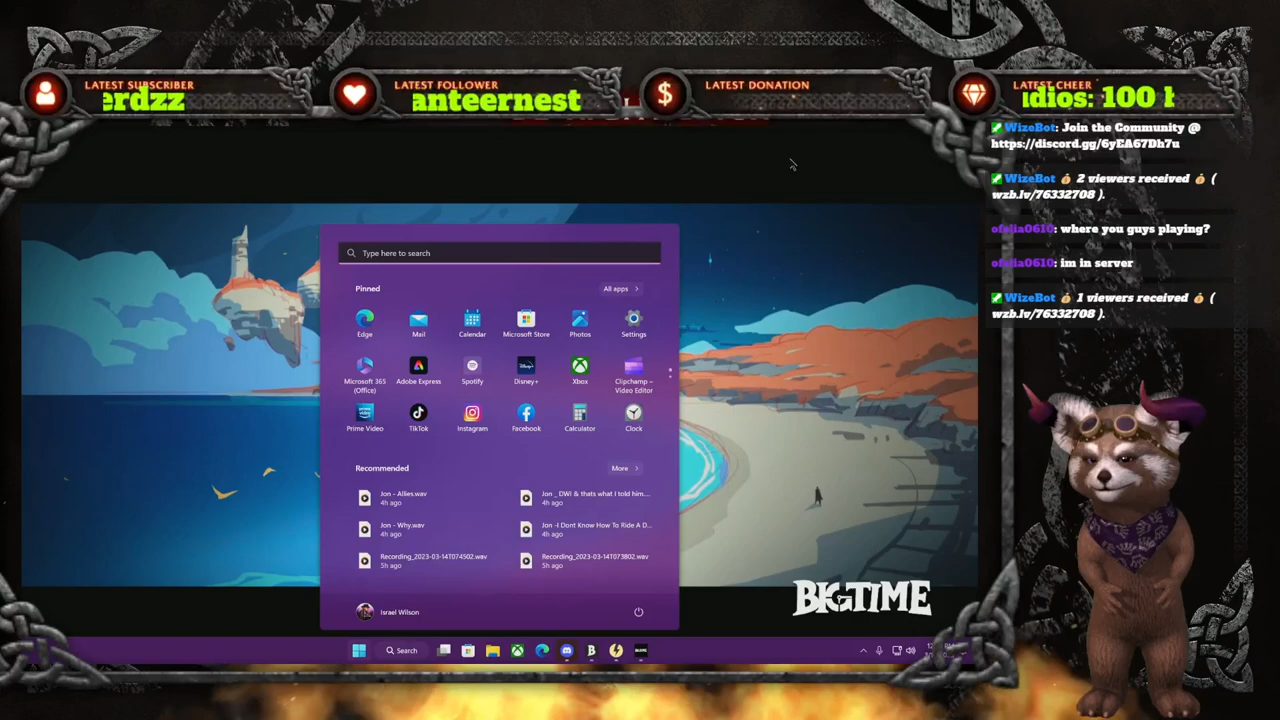 LATEST SUBSCRIBER
erdzz
LATEST FOLLOWER
anteernest
LATEST DONATION
LATEST CHEER
idios: 100
WizeBot: Join the Community @
https://discord.gg/6yEA67Dh7u
WizeBot 2 viewers received (
wzb.lv/76332708 ).
ofelia0610: where you guys playing?
ofelia0610: im in server
WizeBot 1 viewers received (
wzb.lv/76332708 ).
Type here to search
Pinned
All apps
Edge
Mail
Calendar
Microsoft Store
Photos
Settings
Microsoft 365
(Office)
Adobe Express
Spotify
Disney+
Xbox
Clipchamp –
Video Editor
Prime Video
TikTok
Instagram
Facebook
Calculator
Clock
Recommended
More
Jon - Allies.wav
4h ago
Jon _ DWI & thats what I told him...
4h ago
Jon - Why.wav
4h ago
Jon -I Dont Know How To Ride A D...
4h ago
Recording_2023-03-14T074502.wav
5h ago
Recording_2023-03-14T073802.wav
5h ago
Israel Wilson
BIGTIME
Search